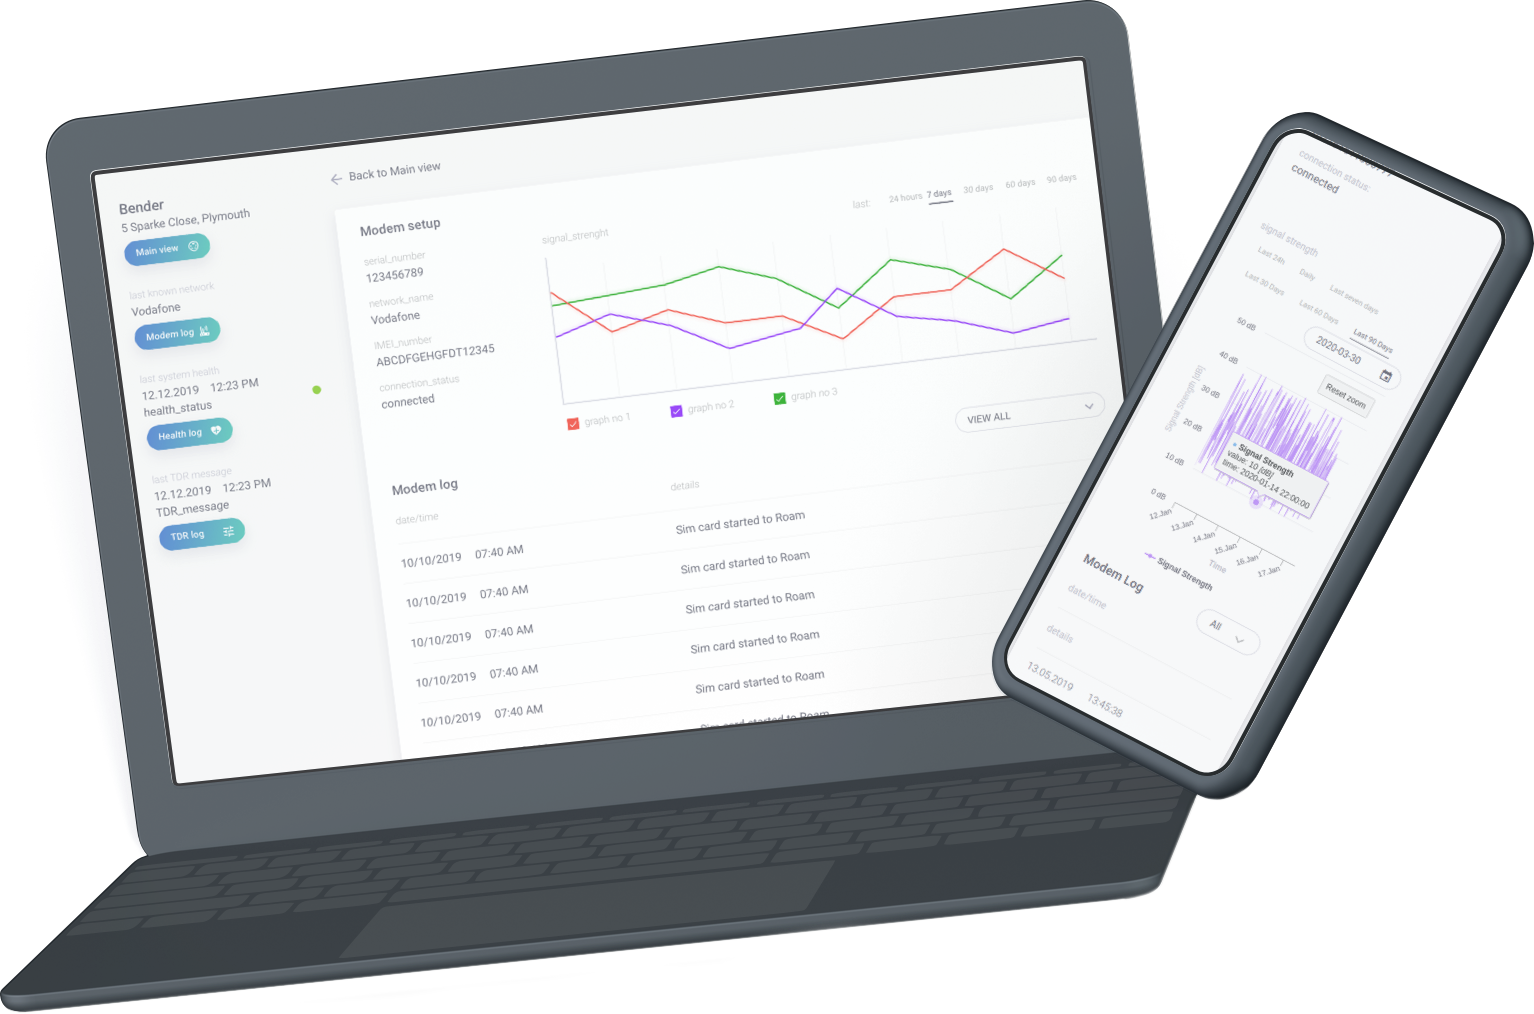 Bender
5 Sparke Close, Plymouth
Main view
last known network
Vodafone
Modem log
last system health
12.12.2019 12:23 PM
health_status
Health log
last TDR message
12.12.2019 12:23 PM
TDR_message
TDR log
Back to Main view
Modem setup
last: 24 hours 7 days 30 days 60 days 90 days
serial_number
123456789
network_name
Vodafone
IMEI_number
ABCDFGEHGFDT12345
connection_status
connected
signal_strenght
graph no 1 graph no 2 graph no 3
VIEW ALL
Modem log
date/time details
10/10/2019 07:40 AM Sim card started to Roam
10/10/2019 07:40 AM Sim card started to Roam
10/10/2019 07:40 AM Sim card started to Roam
10/10/2019 07:40 AM Sim card started to Roam
10/10/2019 07:40 AM Sim card started to Roam
Sim card started to Roam
connection status:
connected
signal strength
Last 24h Daily Last seven days
Last 30 Days Last 60 Days Last 90 Days
2020-03-30
Reset zoom
50 dB
40 dB
30 dB
20 dB
10 dB
0 dB
Signal Strength [dB]
Signal Strength
value: 10 [dB]
time: 2020-01-14 22:00:00
12.Jan 13.Jan 14.Jan 15.Jan 16.Jan 17.Jan
Time
Signal Strength
Modem Log
All
date/time
details
13.05.2019 13:45:38